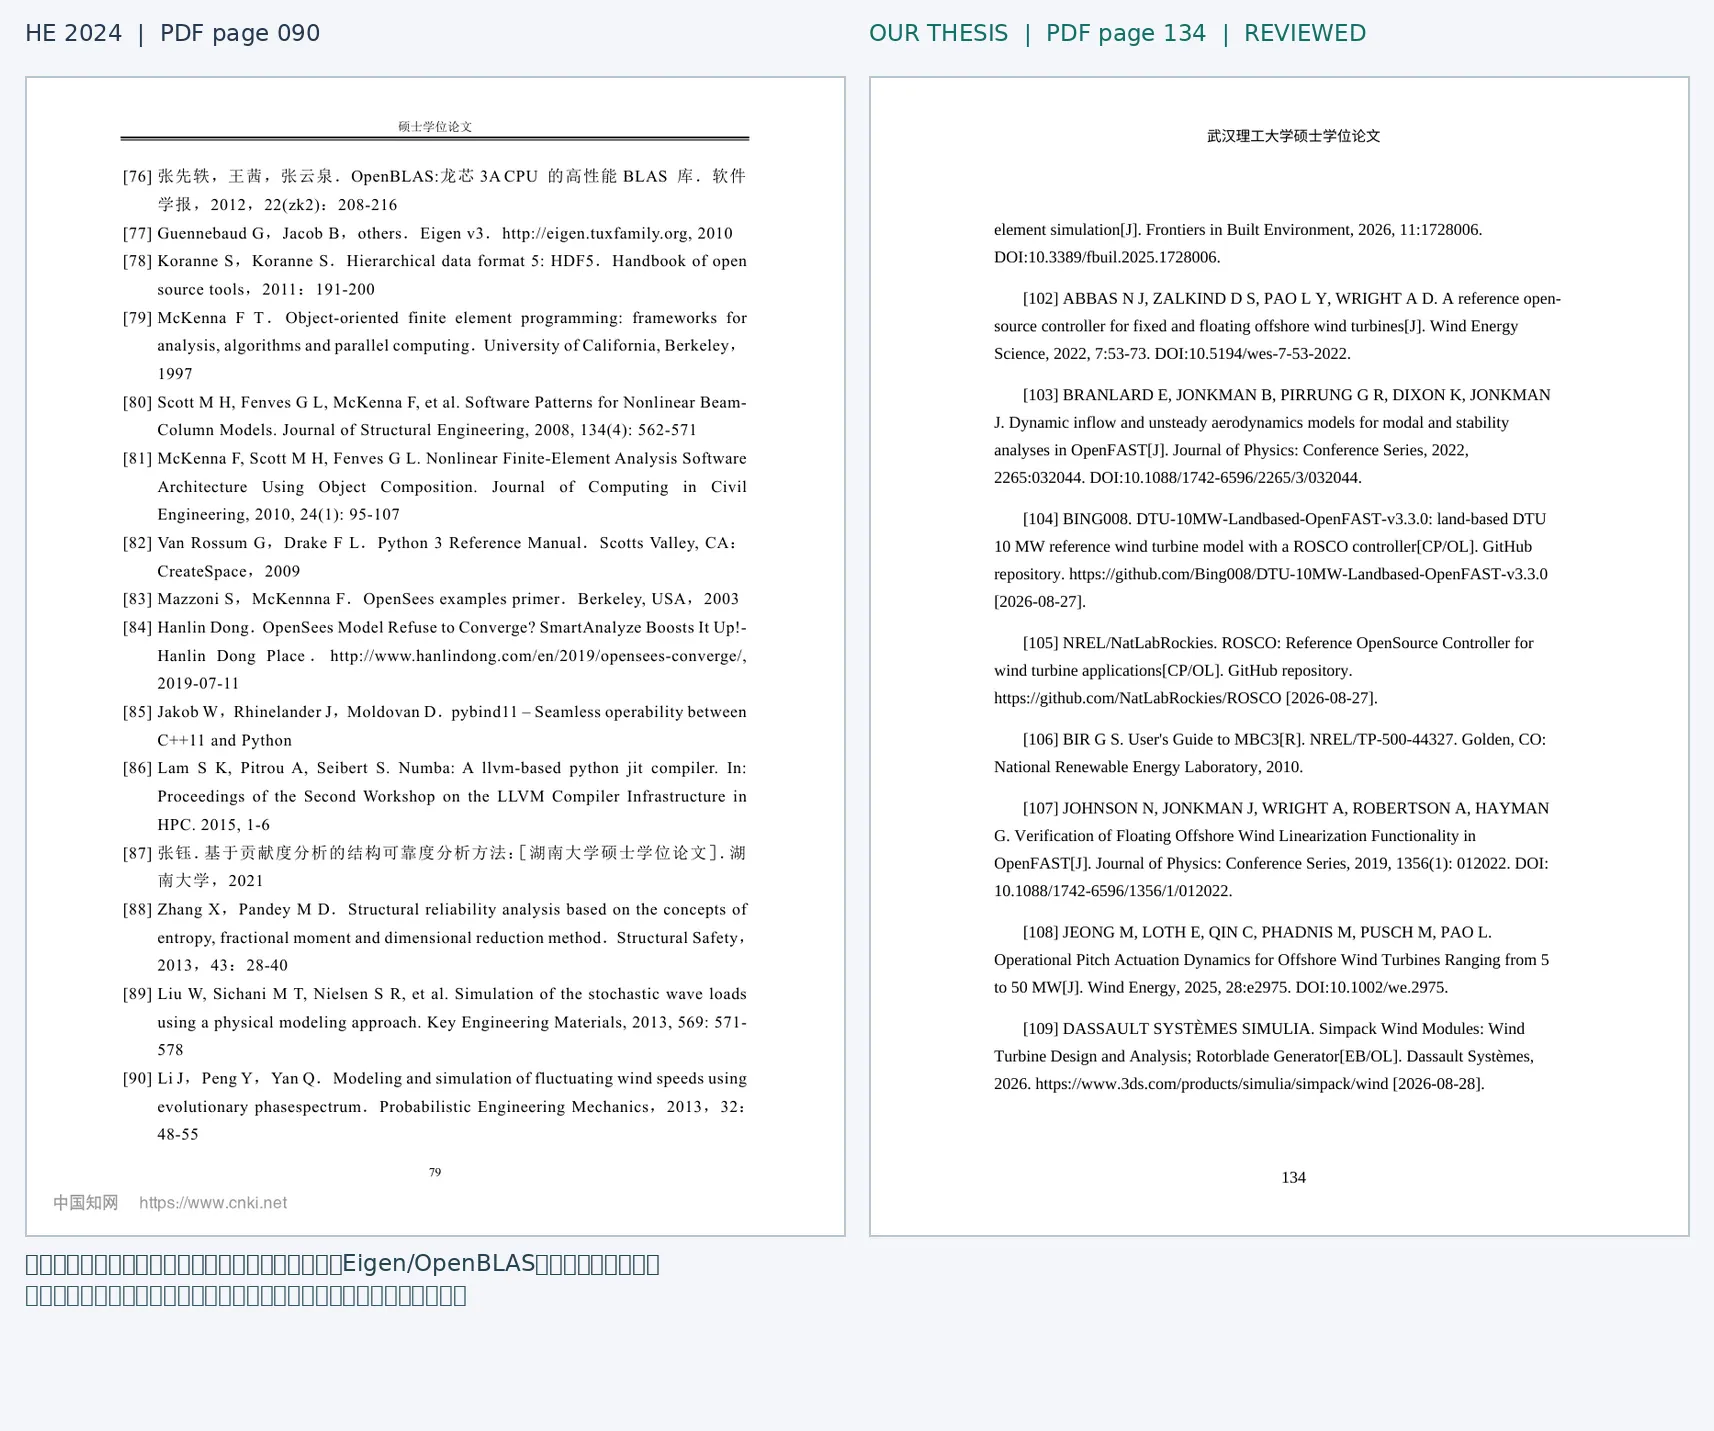 HE 2024 | PDF page 090
硕士学位论文
[76] 张先轶，王茜，张云泉．OpenBLAS:龙芯 3A CPU 的高性能 BLAS 库．软件
学报，2012，22(zk2)：208-216
[77] Guennebaud G，Jacob B，others．Eigen v3．http://eigen.tuxfamily.org, 2010
[78] Koranne S，Koranne S．Hierarchical data format 5: HDF5．Handbook of open
source tools，2011：191-200
[79] McKenna F T．Object-oriented finite element programming: frameworks for
analysis, algorithms and parallel computing．University of California, Berkeley，
1997
[80] Scott M H, Fenves G L, McKenna F, et al. Software Patterns for Nonlinear Beam-
Column Models. Journal of Structural Engineering, 2008, 134(4): 562-571
[81] McKenna F, Scott M H, Fenves G L. Nonlinear Finite-Element Analysis Software
Architecture Using Object Composition. Journal of Computing in Civil
Engineering, 2010, 24(1): 95-107
[82] Van Rossum G，Drake F L．Python 3 Reference Manual．Scotts Valley, CA：
CreateSpace，2009
[83] Mazzoni S，McKennna F．OpenSees examples primer．Berkeley, USA，2003
[84] Hanlin Dong．OpenSees Model Refuse to Converge? SmartAnalyze Boosts It Up!-
Hanlin Dong Place．http://www.hanlindong.com/en/2019/opensees-converge/,
2019-07-11
[85] Jakob W，Rhinelander J，Moldovan D．pybind11 – Seamless operability between
C++11 and Python
[86] Lam S K, Pitrou A, Seibert S. Numba: A llvm-based python jit compiler. In:
Proceedings of the Second Workshop on the LLVM Compiler Infrastructure in
HPC. 2015, 1-6
[87] 张钰．基于贡献度分析的结构可靠度分析方法：［湖南大学硕士学位论文］．湖
南大学，2021
[88] Zhang X，Pandey M D．Structural reliability analysis based on the concepts of
entropy, fractional moment and dimensional reduction method．Structural Safety，
2013，43：28-40
[89] Liu W, Sichani M T, Nielsen S R, et al. Simulation of the stochastic wave loads
using a physical modeling approach. Key Engineering Materials, 2013, 569: 571-
578
[90] Li J，Peng Y，Yan Q．Modeling and simulation of fluctuating wind speeds using
evolutionary phasespectrum．Probabilistic Engineering Mechanics，2013，32：
48-55
79
中国知网 https://www.cnki.net
OUR THESIS | PDF page 134 | REVIEWED
武汉理工大学硕士学位论文
element simulation[J]. Frontiers in Built Environment, 2026, 11:1728006.
DOI:10.3389/fbuil.2025.1728006.
[102] ABBAS N J, ZALKIND D S, PAO L Y, WRIGHT A D. A reference open-
source controller for fixed and floating offshore wind turbines[J]. Wind Energy
Science, 2022, 7:53-73. DOI:10.5194/wes-7-53-2022.
[103] BRANLARD E, JONKMAN B, PIRRUNG G R, DIXON K, JONKMAN
J. Dynamic inflow and unsteady aerodynamics models for modal and stability
analyses in OpenFAST[J]. Journal of Physics: Conference Series, 2022,
2265:032044. DOI:10.1088/1742-6596/2265/3/032044.
[104] BING008. DTU-10MW-Landbased-OpenFAST-v3.3.0: land-based DTU
10 MW reference wind turbine model with a ROSCO controller[CP/OL]. GitHub
repository. https://github.com/Bing008/DTU-10MW-Landbased-OpenFAST-v3.3.0
[2026-08-27].
[105] NREL/NatLabRockies. ROSCO: Reference OpenSource Controller for
wind turbine applications[CP/OL]. GitHub repository.
https://github.com/NatLabRockies/ROSCO [2026-08-27].
[106] BIR G S. User's Guide to MBC3[R]. NREL/TP-500-44327. Golden, CO:
National Renewable Energy Laboratory, 2010.
[107] JOHNSON N, JONKMAN J, WRIGHT A, ROBERTSON A, HAYMAN
G. Verification of Floating Offshore Wind Linearization Functionality in
OpenFAST[J]. Journal of Physics: Conference Series, 2019, 1356(1): 012022. DOI:
10.1088/1742-6596/1356/1/012022.
[108] JEONG M, LOTH E, QIN C, PHADNIS M, PUSCH M, PAO L.
Operational Pitch Actuation Dynamics for Offshore Wind Turbines Ranging from 5
to 50 MW[J]. Wind Energy, 2025, 28:e2975. DOI:10.1002/we.2975.
[109] DASSAULT SYSTÈMES SIMULIA. Simpack Wind Modules: Wind
Turbine Design and Analysis; Rotorblade Generator[EB/OL]. Dassault Systèmes,
2026. https://www.3ds.com/products/simulia/simpack/wind [2026-08-28].
134
Eigen/OpenBLAS